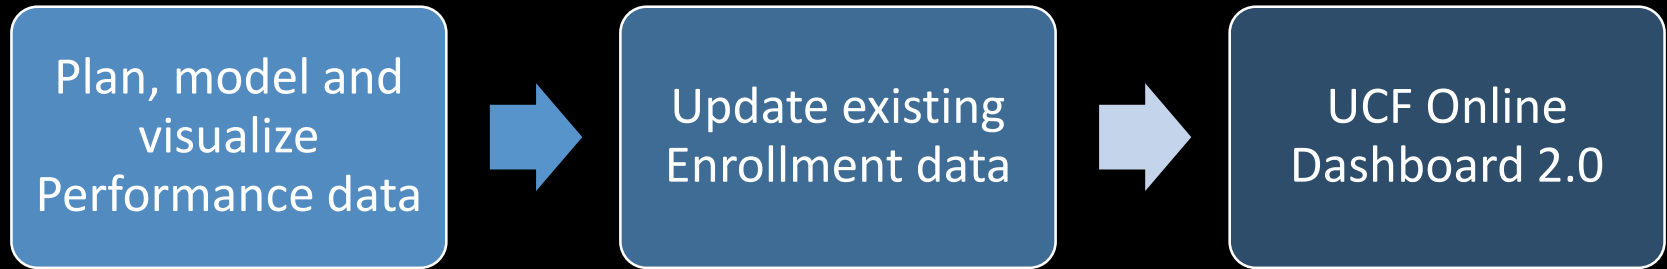 Plan, model and
visualize
Performance data
Update existing
Enrollment data
UCF Online
Dashboard 2.0